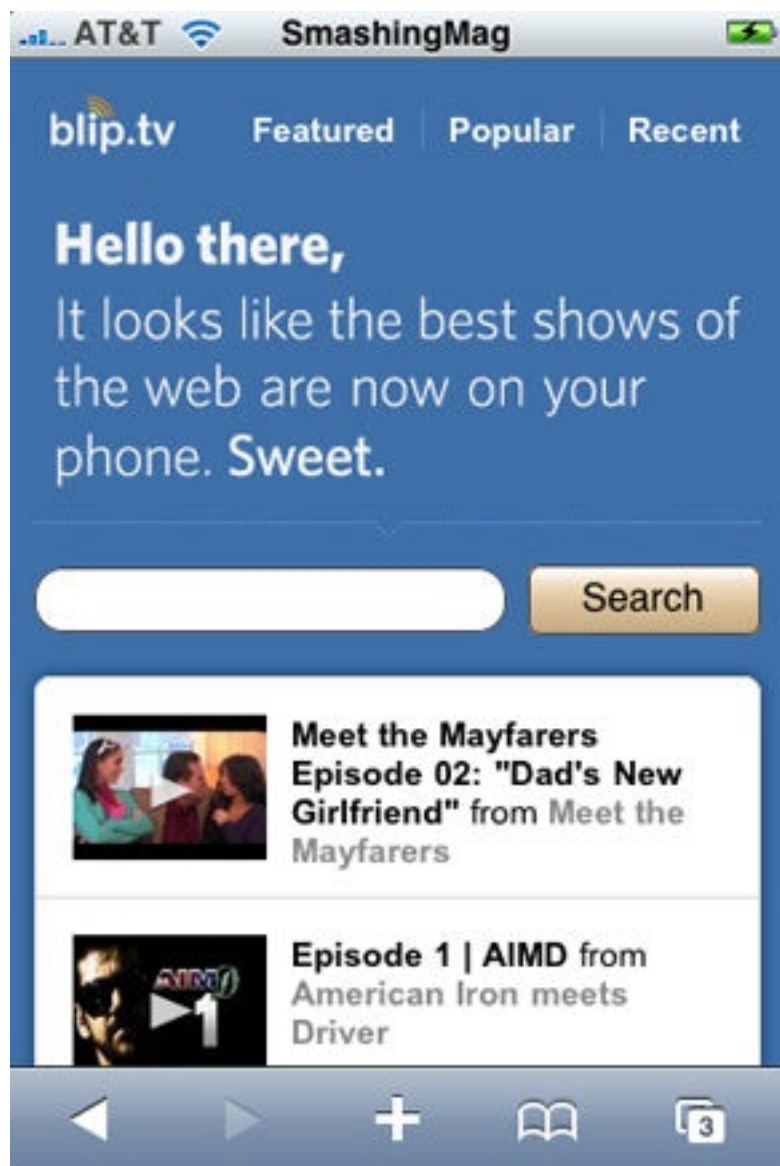 AT&T SmashingMag
blip.tv Featured Popular Recent
Hello there,
It looks like the best shows of
the web are now on your
phone. Sweet.
Search
Meet the Mayfarers
Episode 02: "Dad's New
Girlfriend" from Meet the
Mayfarers
AIMD
1
Episode 1 | AIMD from
American Iron meets
Driver
3